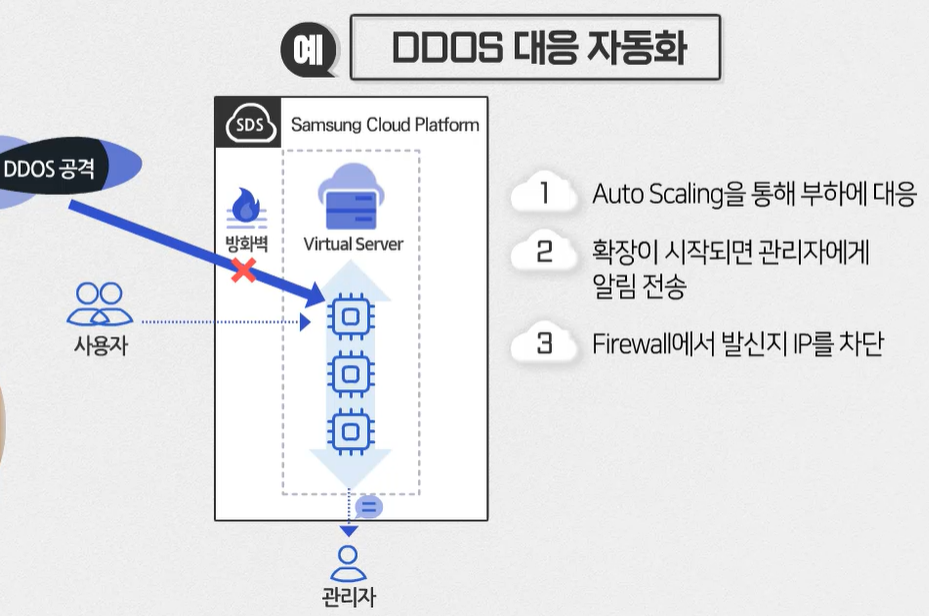 예
DDOS 대응 자동화
SDS
Samsung Cloud Platform
DDOS 공격
방화벽
Virtual Server
사용자
관리자
1
Auto Scaling을 통해 부하에 대응
2
확장이 시작되면 관리자에게
알림 전송
3
Firewall에서 발신지 IP를 차단